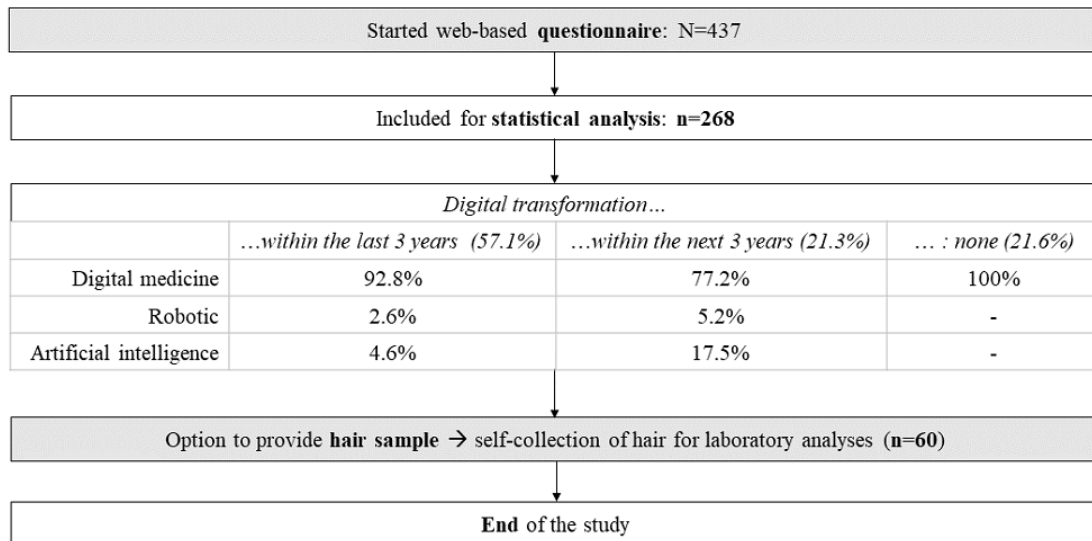 Started web-based questionnaire: N=437
Included for statistical analysis: n=268
Digital transformation…
…within the last 3 years (57.1%) …within the next 3 years (21.3%) … : none (21.6%)
Digital medicine 92.8% 77.2% 100%
Robotic 2.6% 5.2% -
Artificial intelligence 4.6% 17.5% -
Option to provide hair sample → self-collection of hair for laboratory analyses (n=60)
End of the study